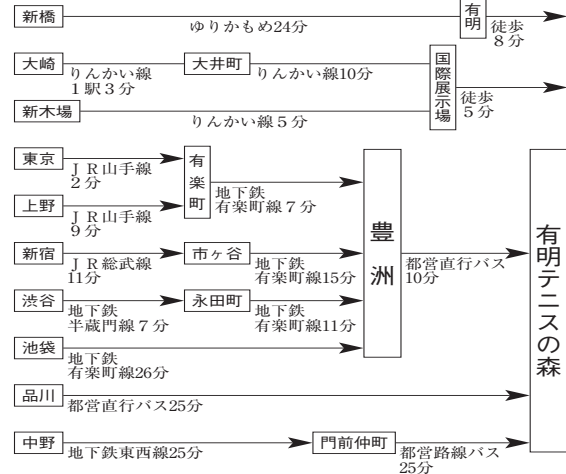 新橋
ゆりかもめ24分
有明
徒歩
8分
大崎
りんかい線
1駅3分
大井町
りんかい線10分
国際展示場
徒歩
5分
新木場
りんかい線5分
東京
JR山手線
2分
有楽町
地下鉄
有楽町線7分
上野
JR山手線
9分
新宿
JR総武線
11分
市ヶ谷
地下鉄
有楽町線15分
渋谷
地下鉄
半蔵門線7分
永田町
地下鉄
有楽町線11分
池袋
地下鉄
有楽町線26分
豊洲
都営直行バス
10分
品川
都営直行バス25分
中野
地下鉄東西線25分
門前仲町
都営路線バス
25分
有明テニスの森